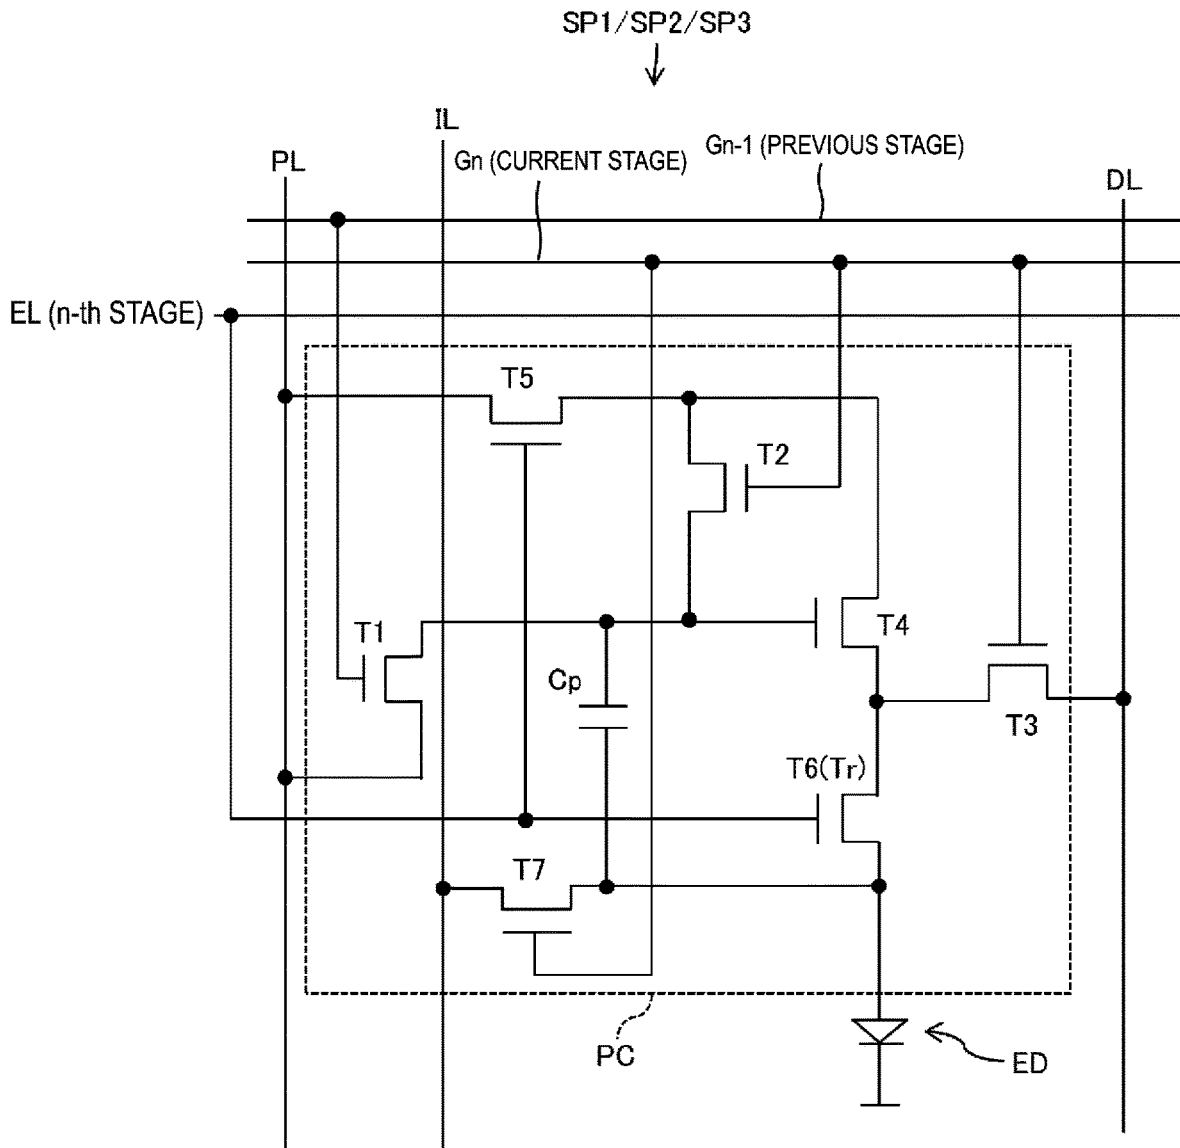 SP1/SP2/SP3
IL
Gn-1 (PREVIOUS STAGE)
PL
Gn (CURRENT STAGE)
DL
EL (n-th STAGE)
T5
T2
T1
T4
Cp
T3
T6(Tr)
T7
PC
ED